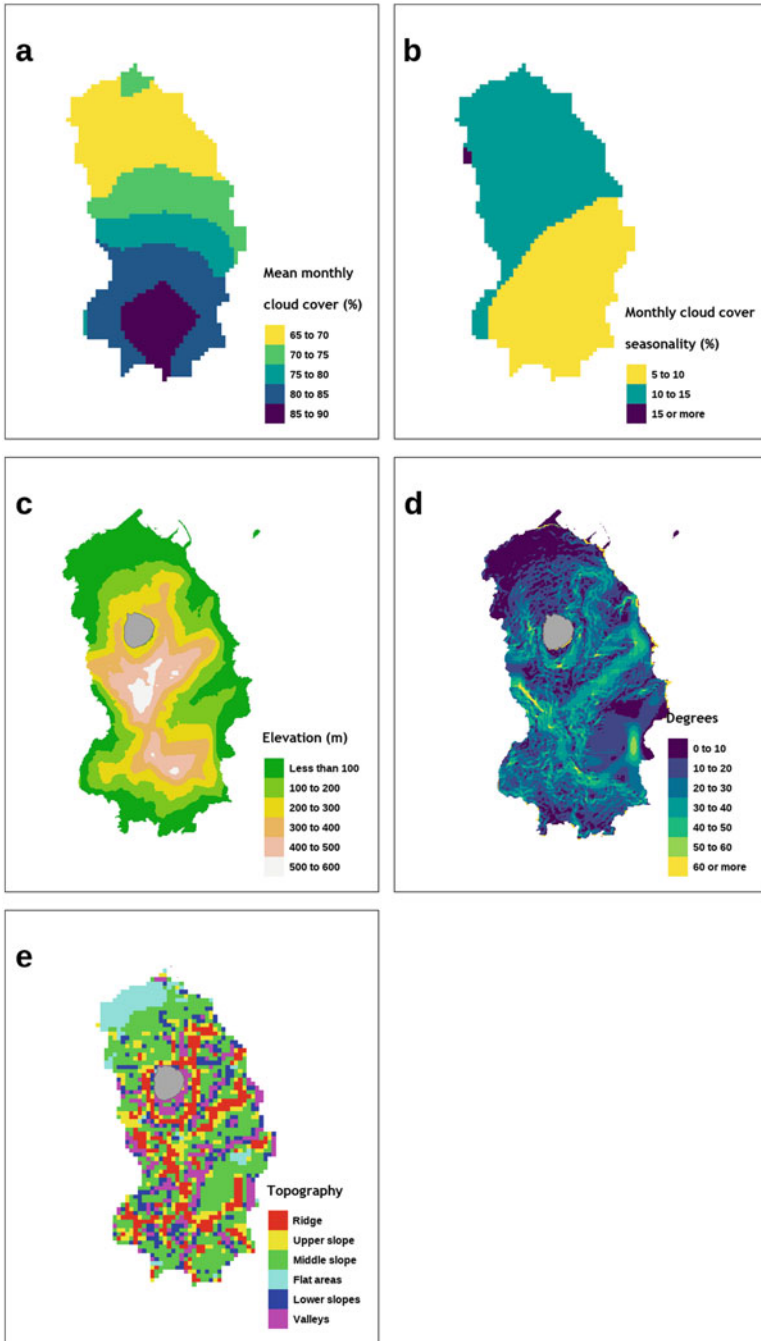 a
Mean monthly
cloud cover (%)
65 to 70
70 to 75
75 to 80
80 to 85
85 to 90
b
Monthly cloud cover
seasonality (%)
5 to 10
10 to 15
15 or more
c
Elevation (m)
Less than 100
100 to 200
200 to 300
300 to 400
400 to 500
500 to 600
d
Degrees
0 to 10
10 to 20
20 to 30
30 to 40
40 to 50
50 to 60
60 or more
e
Topography
Ridge
Upper slope
Middle slope
Flat areas
Lower slopes
Valleys